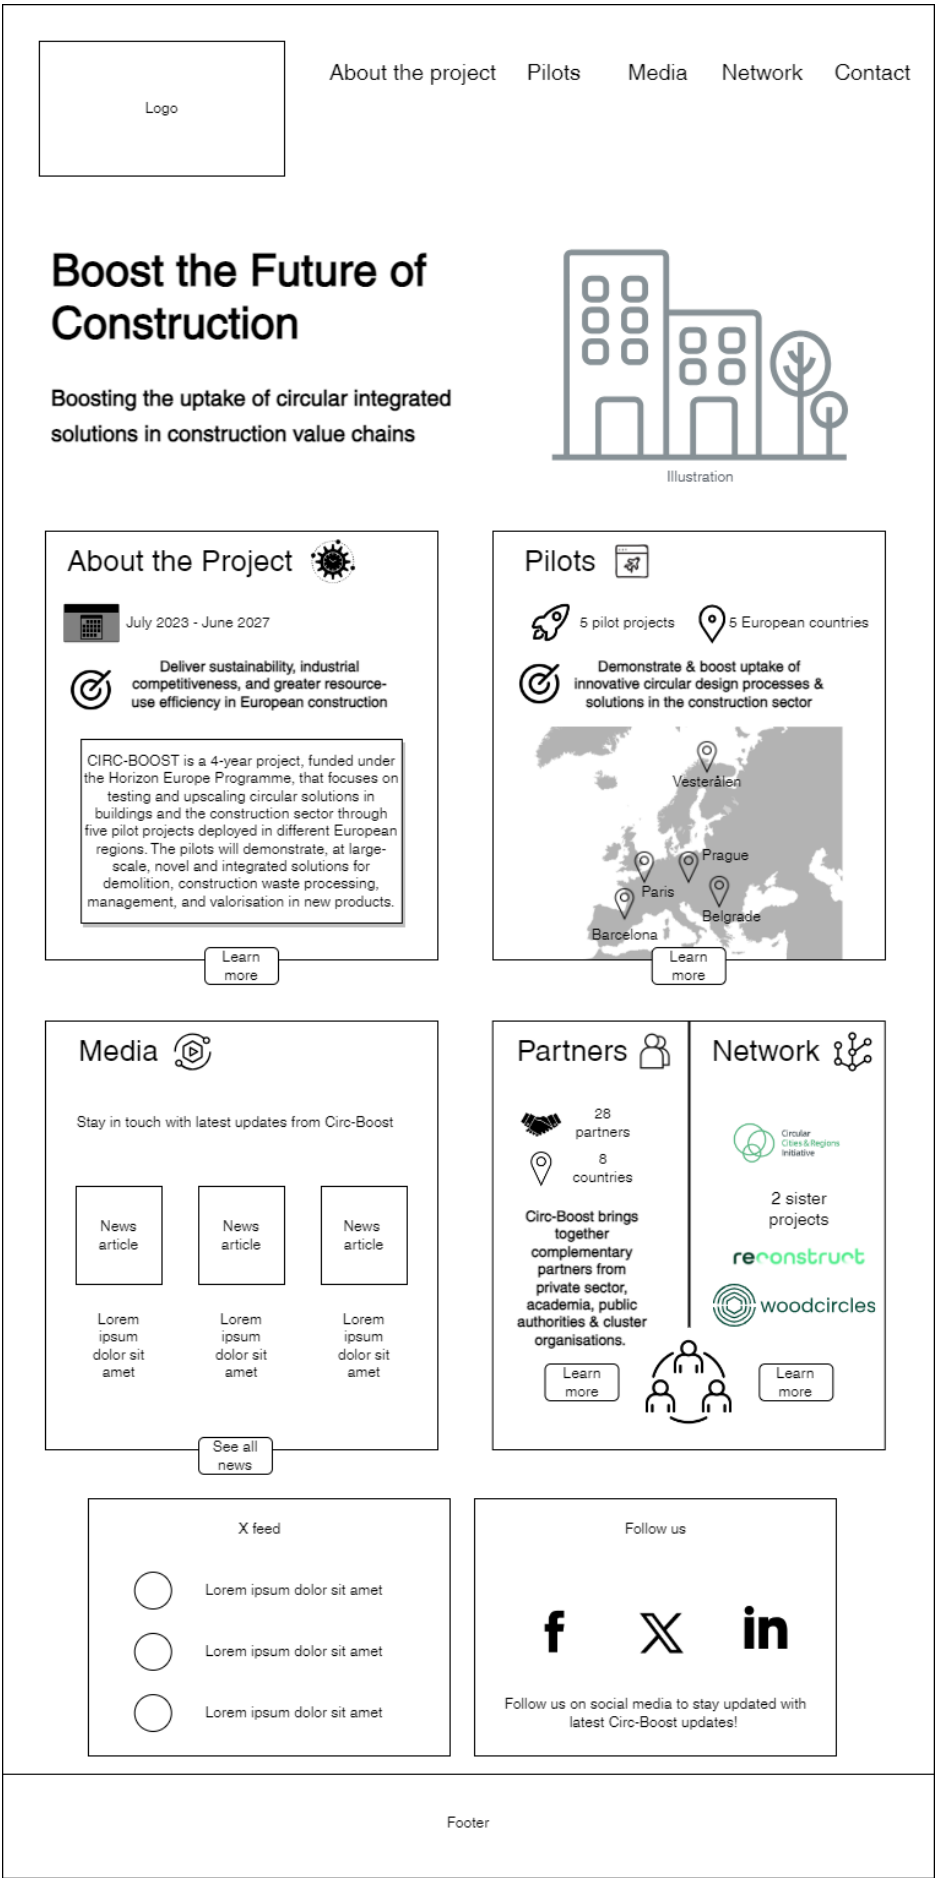 Logo
About the project
Pilots
Media
Network
Contact
Boost the Future of
Construction
Boosting the uptake of circular integrated
solutions in construction value chains
Illustration
About the Project
July 2023 - June 2027
Deliver sustainability, industrial
competitiveness, and greater resource-
use efficiency in European construction
CIRC-BOOST is a 4-year project, funded under
the Horizon Europe Programme, that focuses on
testing and upscaling circular solutions in
buildings and the construction sector through
five pilot projects deployed in different European
regions. The pilots will demonstrate, at large-
scale, novel and integrated solutions for
demolition, construction waste processing,
management, and valorisation in new products.
Learn
more
Pilots
5 pilot projects
5 European countries
Demonstrate & boost uptake of
innovative circular design processes &
solutions in the construction sector
Vesterålen
Prague
Paris
Belgrade
Barcelona
Learn
more
Media
Stay in touch with latest updates from Circ-Boost
News
article
News
article
News
article
Lorem
ipsum
dolor sit
amet
Lorem
ipsum
dolor sit
amet
Lorem
ipsum
dolor sit
amet
See all
news
Partners
28
partners
8
countries
Circ-Boost brings
together
complementary
partners from
private sector,
academia, public
authorities & cluster
organisations.
Learn
more
Network
Circular
Cities & Regions
Initiative
2 sister
projects
reconstruct
woodcircles
Learn
more
X feed
Lorem ipsum dolor sit amet
Lorem ipsum dolor sit amet
Lorem ipsum dolor sit amet
Follow us
f X in
Follow us on social media to stay updated with
latest Circ-Boost updates!
Footer